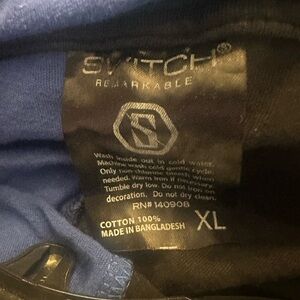 SWITCH®
REMARKABLE
S
Wash inside out in cold water.
Machine wash cold gentle cycle.
Only non chlorine bleach when
needed. Warm iron if
Tumble dry low. Do not iron on
decoration. Do not dry clean.
RN# 140908
COTTON 100%
MADE IN BANGLADESH
XL